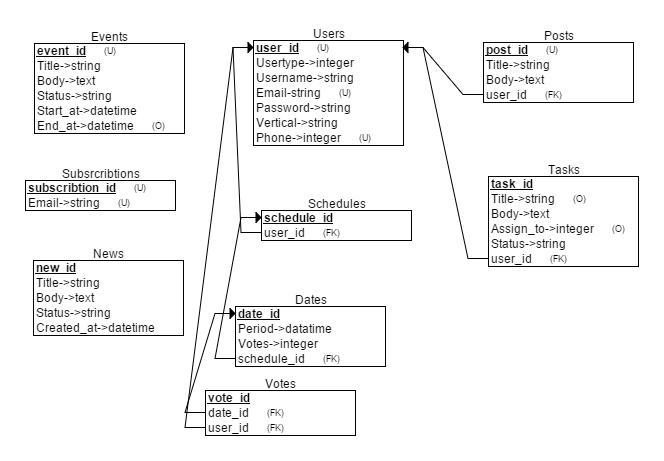 Events
event_id (U)
Title->string
Body->text
Status->string
Start_at->datetime
End_at->datetime (O)
Users
user_id (U)
Usertype->integer
Username->string
Email-string (U)
Password->string
Vertical->string
Phone->integer (U)
Posts
post_id (U)
Title->string
Body->text
user_id (FK)
Subsrcribtions
subscribtion_id (U)
Email->string (U)
Schedules
schedule_id
user_id (FK)
Tasks
task_id
Title->string (O)
Body->text
Assign_to->integer (O)
Status->string
user_id (FK)
News
new_id
Title->string
Body->text
Status->string
Created_at->datetime
Dates
date_id
Period->datatime
Votes->integer
schedule_id (FK)
Votes
vote_id
date_id (FK)
user_id (FK)